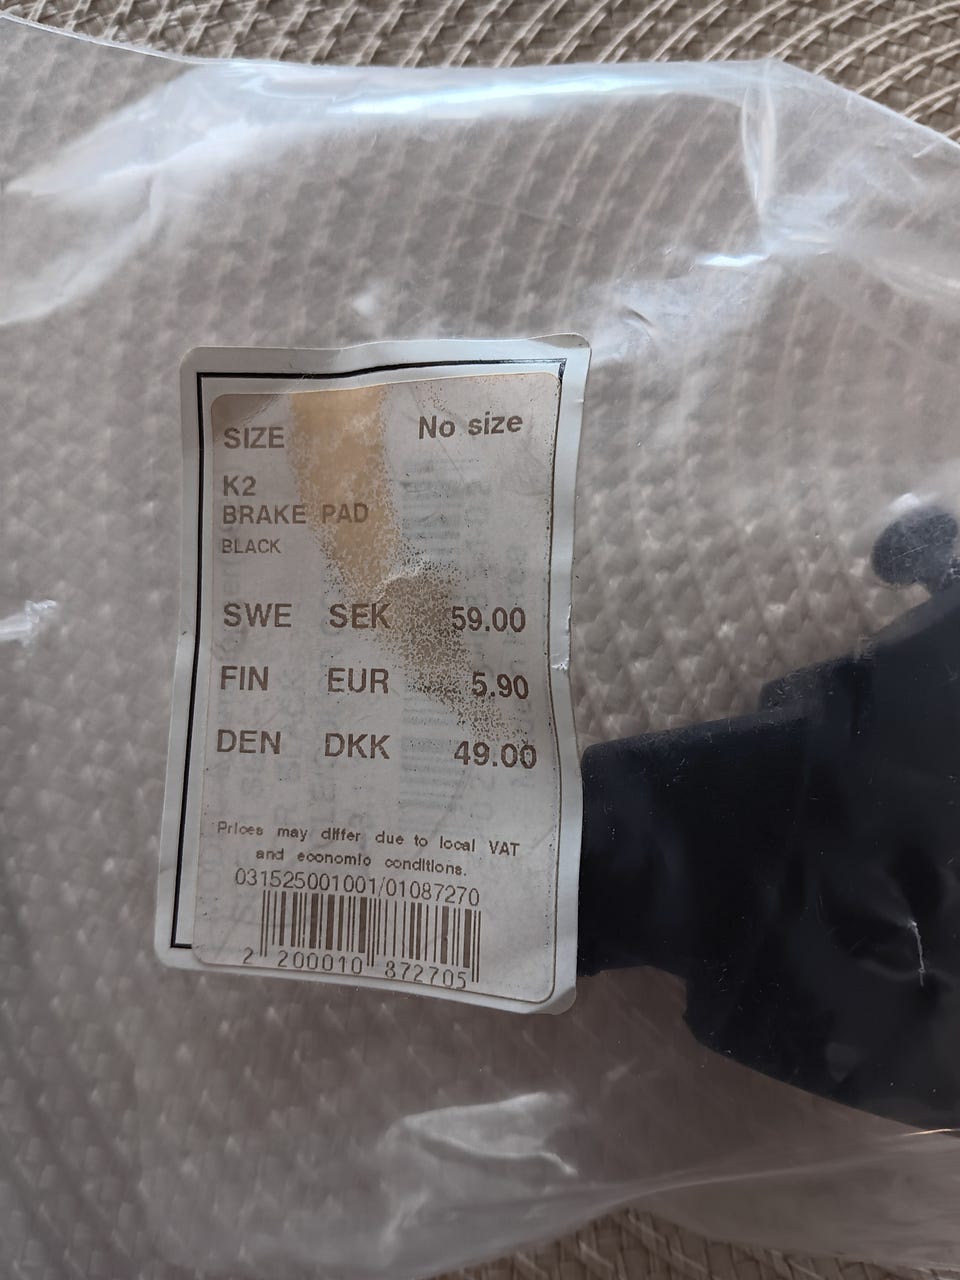 SIZE No size
K2
BRAKE PAD
BLACK
SWE SEK 59.00
FIN EUR 5.90
DEN DKK 49.00
Prices may differ due to local VAT
and economic conditions.
031525001001/01087270
2 200010 872705